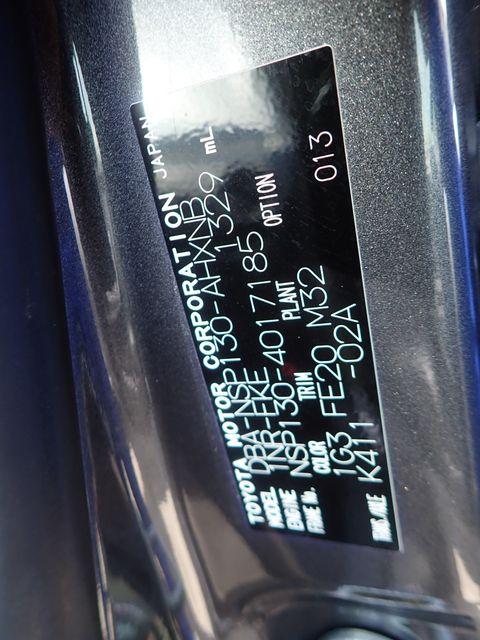 TOYOTA MOTOR CORPORATION JAPAN
MODEL DBA-NSP130-AHXNB
ENGINE 1NR-FKE 1329 mL
FRAME No. NSP130-4017185
COLOR TRIM PLANT OPTION
1G3 FE20 M32 013
TRANS/AXLE K411 -02A